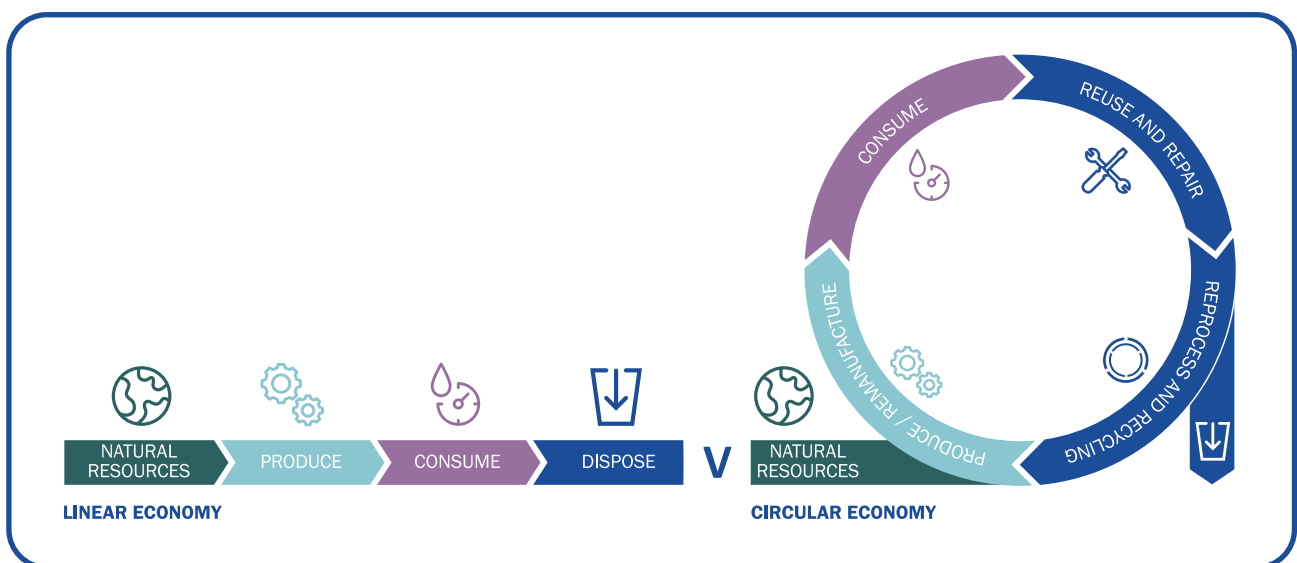 NATURAL
RESOURCES
PRODUCE
CONSUME
DISPOSE
LINEAR ECONOMY
V
NATURAL
RESOURCES
PRODUCE / REMANUFACTURE
CONSUME
REUSE AND REPAIR
REPROCESS AND RECYCLING
CIRCULAR ECONOMY